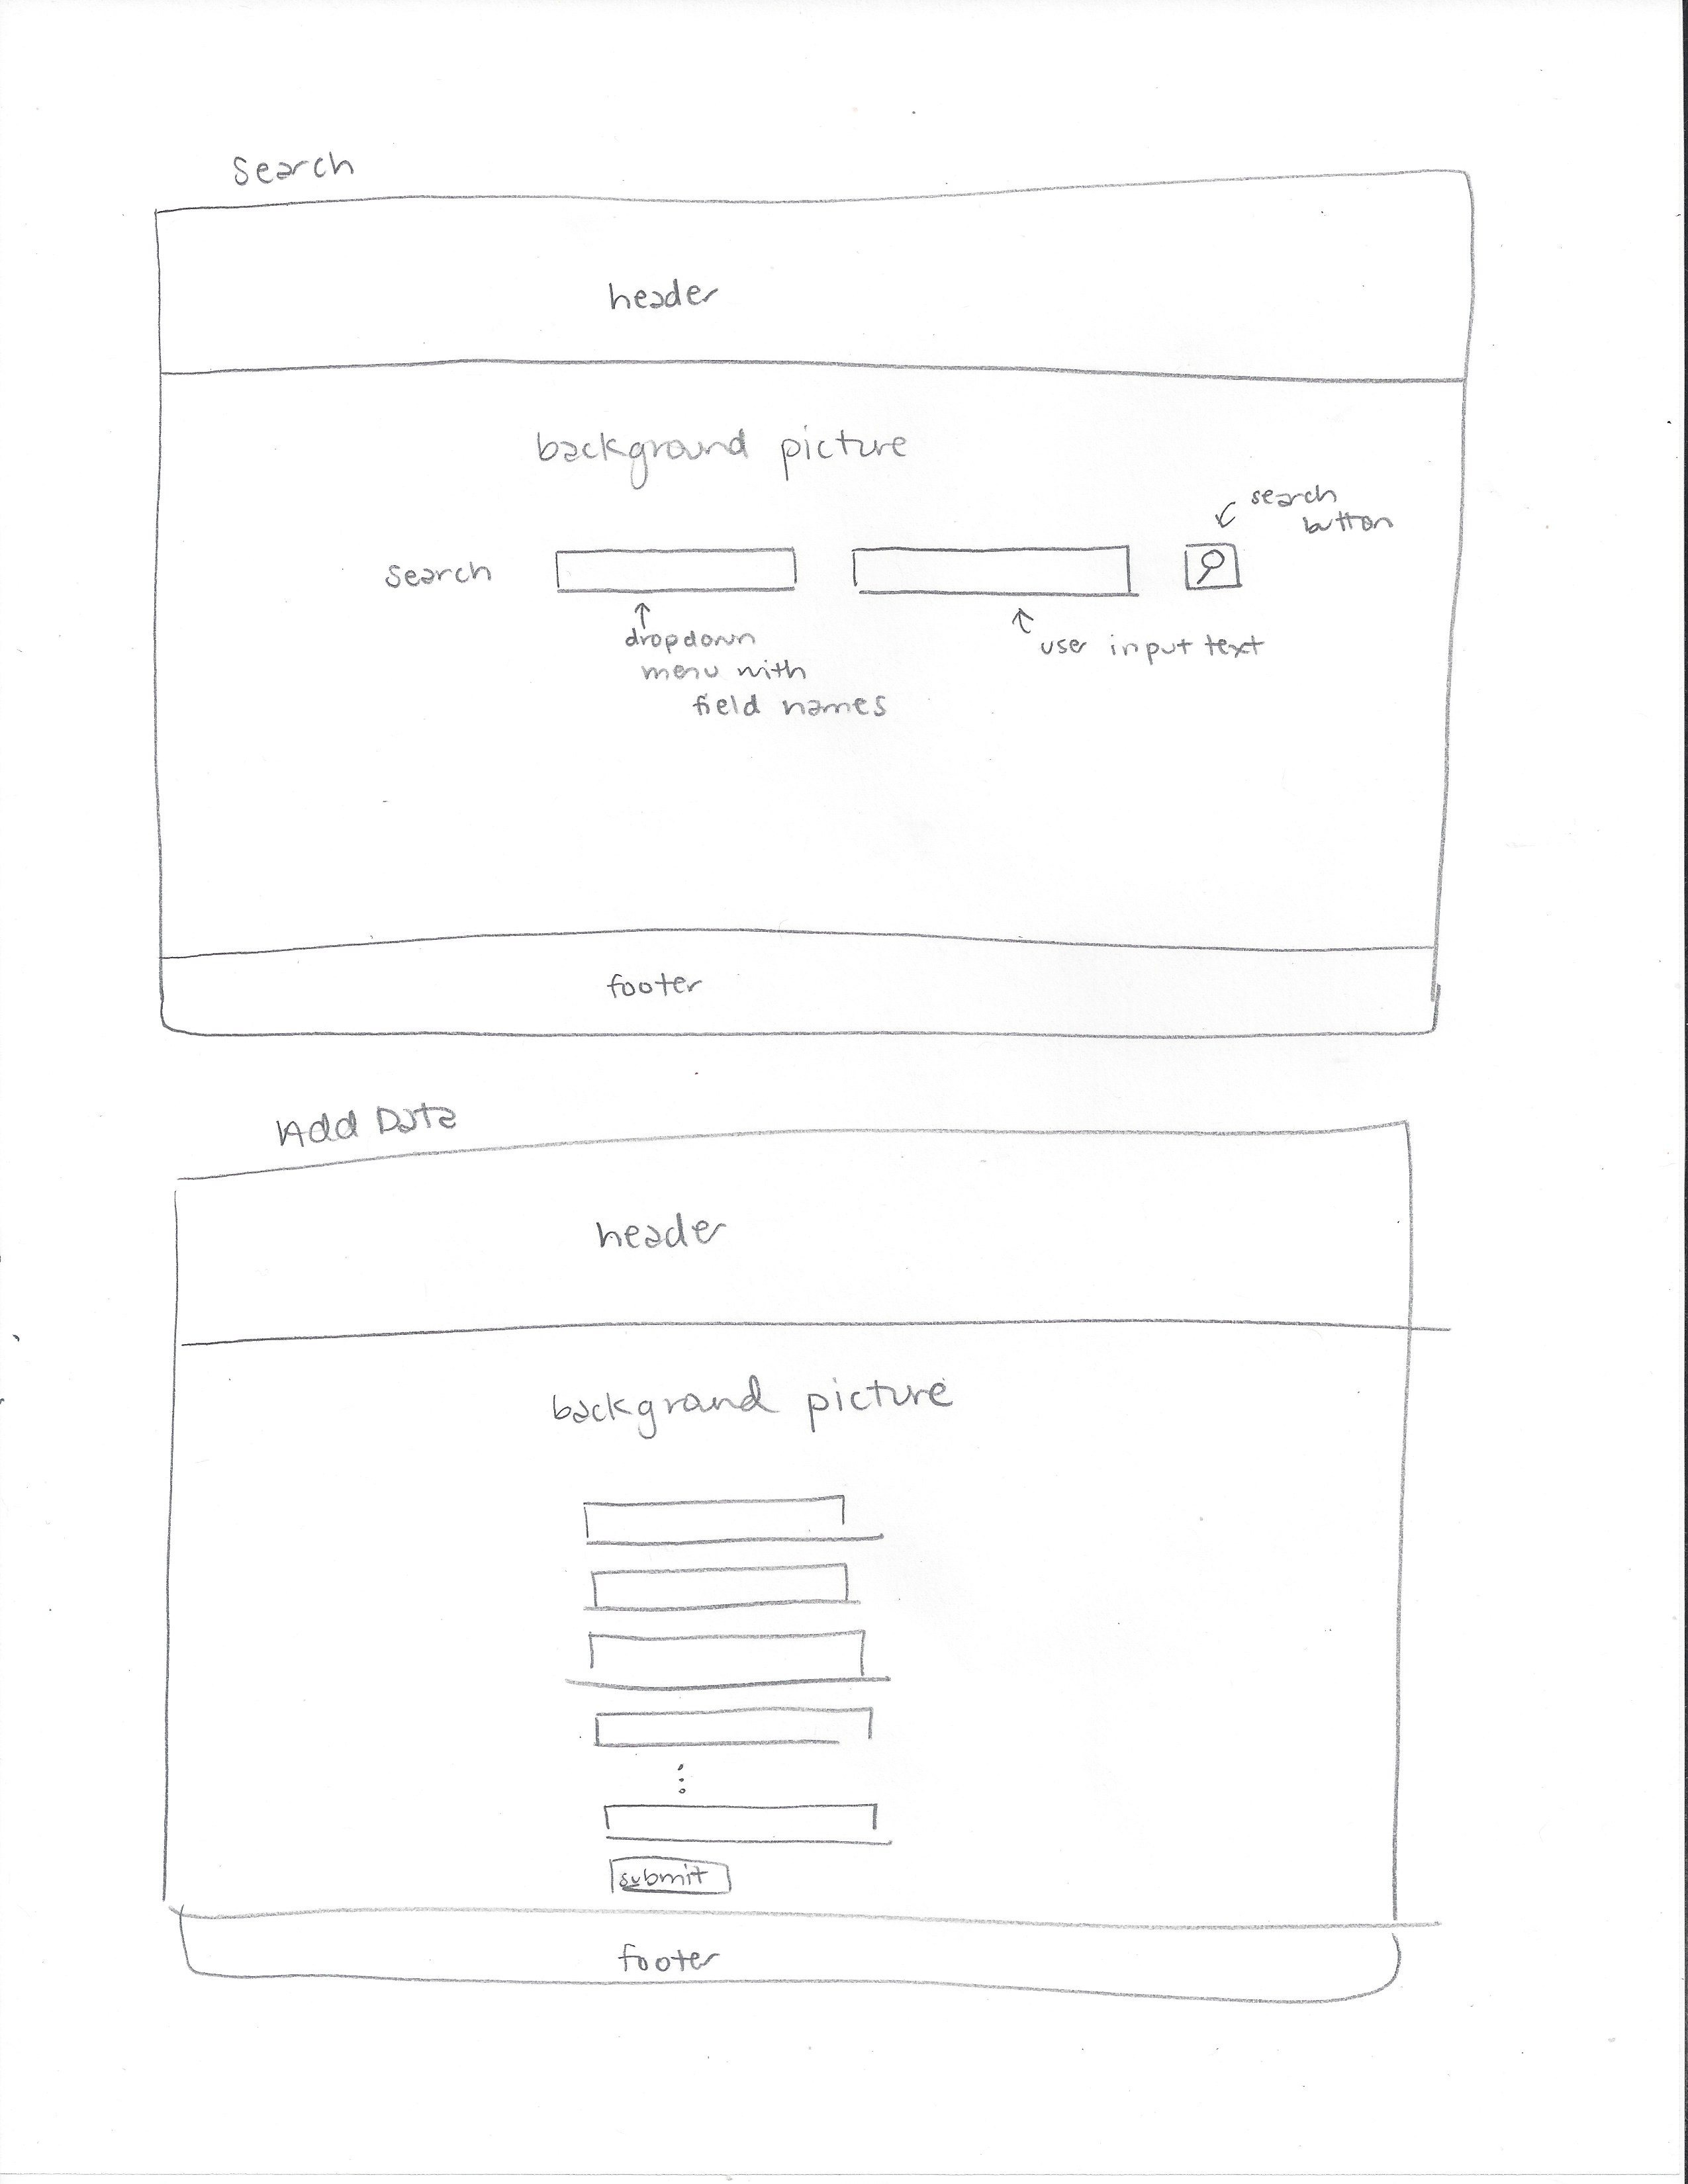 Search
header
background picture
search
button
Search
dropdown
menu with
field names
user input text
footer
Add Data
header
background picture
submit
footer